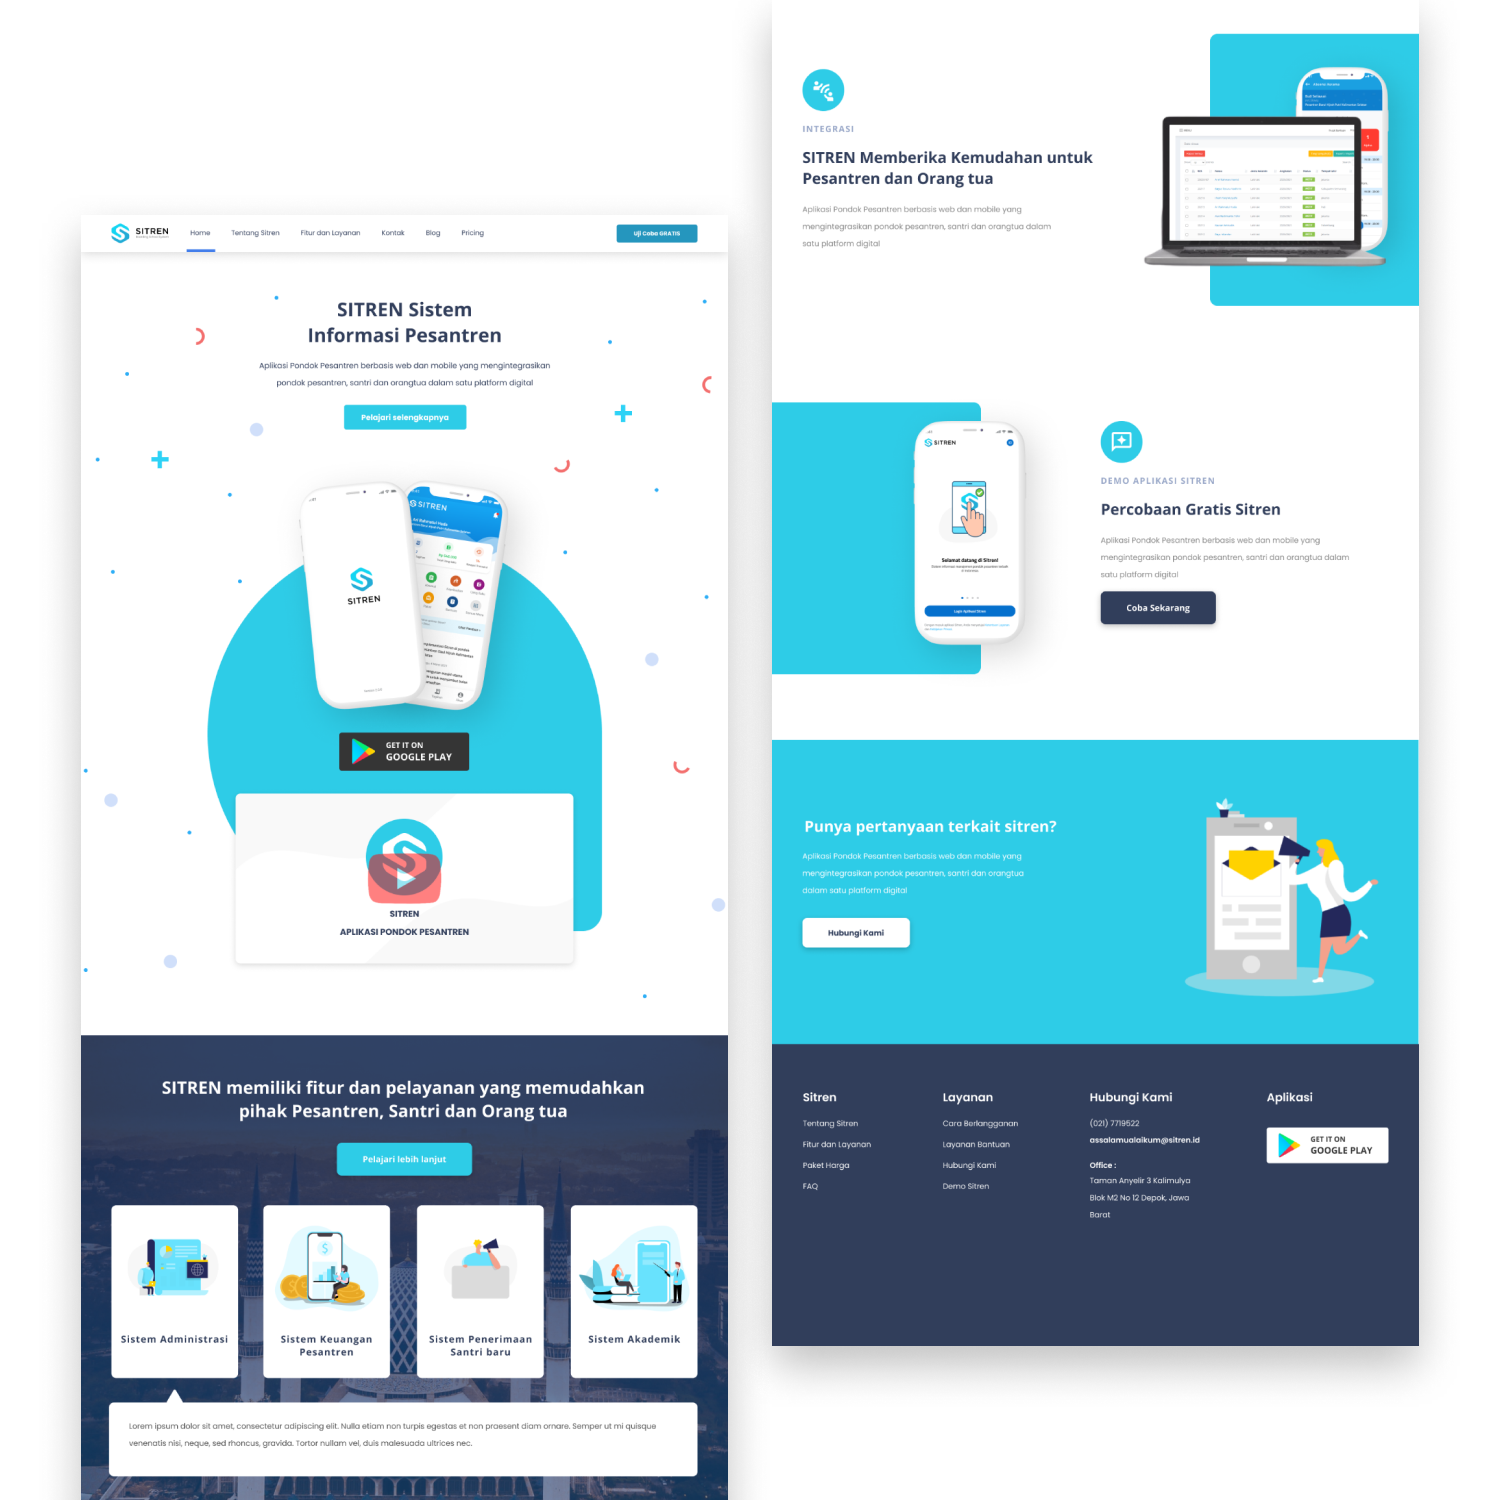 SITREN
Home
Tentang Sitren
Fitur dan Layanan
Kontak
Blog
Pricing
Uji Coba GRATIS
SITREN Sistem
Informasi Pesantren
Aplikasi Pondok Pesantren berbasis web dan mobile yang mengintegrasikan
pondok pesantren, santri dan orangtua dalam satu platform digital
Pelajari selengkapnya
SITREN
SITREN
GET IT ON
GOOGLE PLAY
SITREN
APLIKASI PONDOK PESANTREN
SITREN memiliki fitur dan pelayanan yang memudahkan
pihak Pesantren, Santri dan Orang tua
Pelajari lebih lanjut
Sistem Administrasi
Sistem Keuangan
Pesantren
Sistem Penerimaan
Santri baru
Sistem Akademik
Lorem ipsum dolor sit amet, consectetur adipiscing elit. Nulla etiam non turpis egestas et non praesent diam ornare. Semper ut mi quisque
venenatis nisi, neque, sed rhoncus, gravida. Tortor nullam vel, duis malesuada ultrices nec.
INTEGRASI
SITREN Memberika Kemudahan untuk
Pesantren dan Orang tua
Aplikasi Pondok Pesantren berbasis web dan mobile yang
mengintegrasikan pondok pesantren, santri dan orangtua dalam
satu platform digital
SITREN
Selamat datang di Sitren!
Login Aplikasi Sitren
DEMO APLIKASI SITREN
Percobaan Gratis Sitren
Aplikasi Pondok Pesantren berbasis web dan mobile yang
mengintegrasikan pondok pesantren, santri dan orangtua dalam
satu platform digital
Coba Sekarang
Punya pertanyaan terkait sitren?
Aplikasi Pondok Pesantren berbasis web dan mobile yang
mengintegrasikan pondok pesantren, santri dan orangtua
dalam satu platform digital
Hubungi Kami
Sitren
Tentang Sitren
Fitur dan Layanan
Paket Harga
FAQ
Layanan
Cara Berlangganan
Layanan Bantuan
Hubungi Kami
Demo Sitren
Hubungi Kami
(021) 7719522
assalamualaikum@sitren.id
Office :
Taman Anyelir 3 Kalimulya
Blok M2 No 12 Depok, Jawa
Barat
Aplikasi
GET IT ON
GOOGLE PLAY